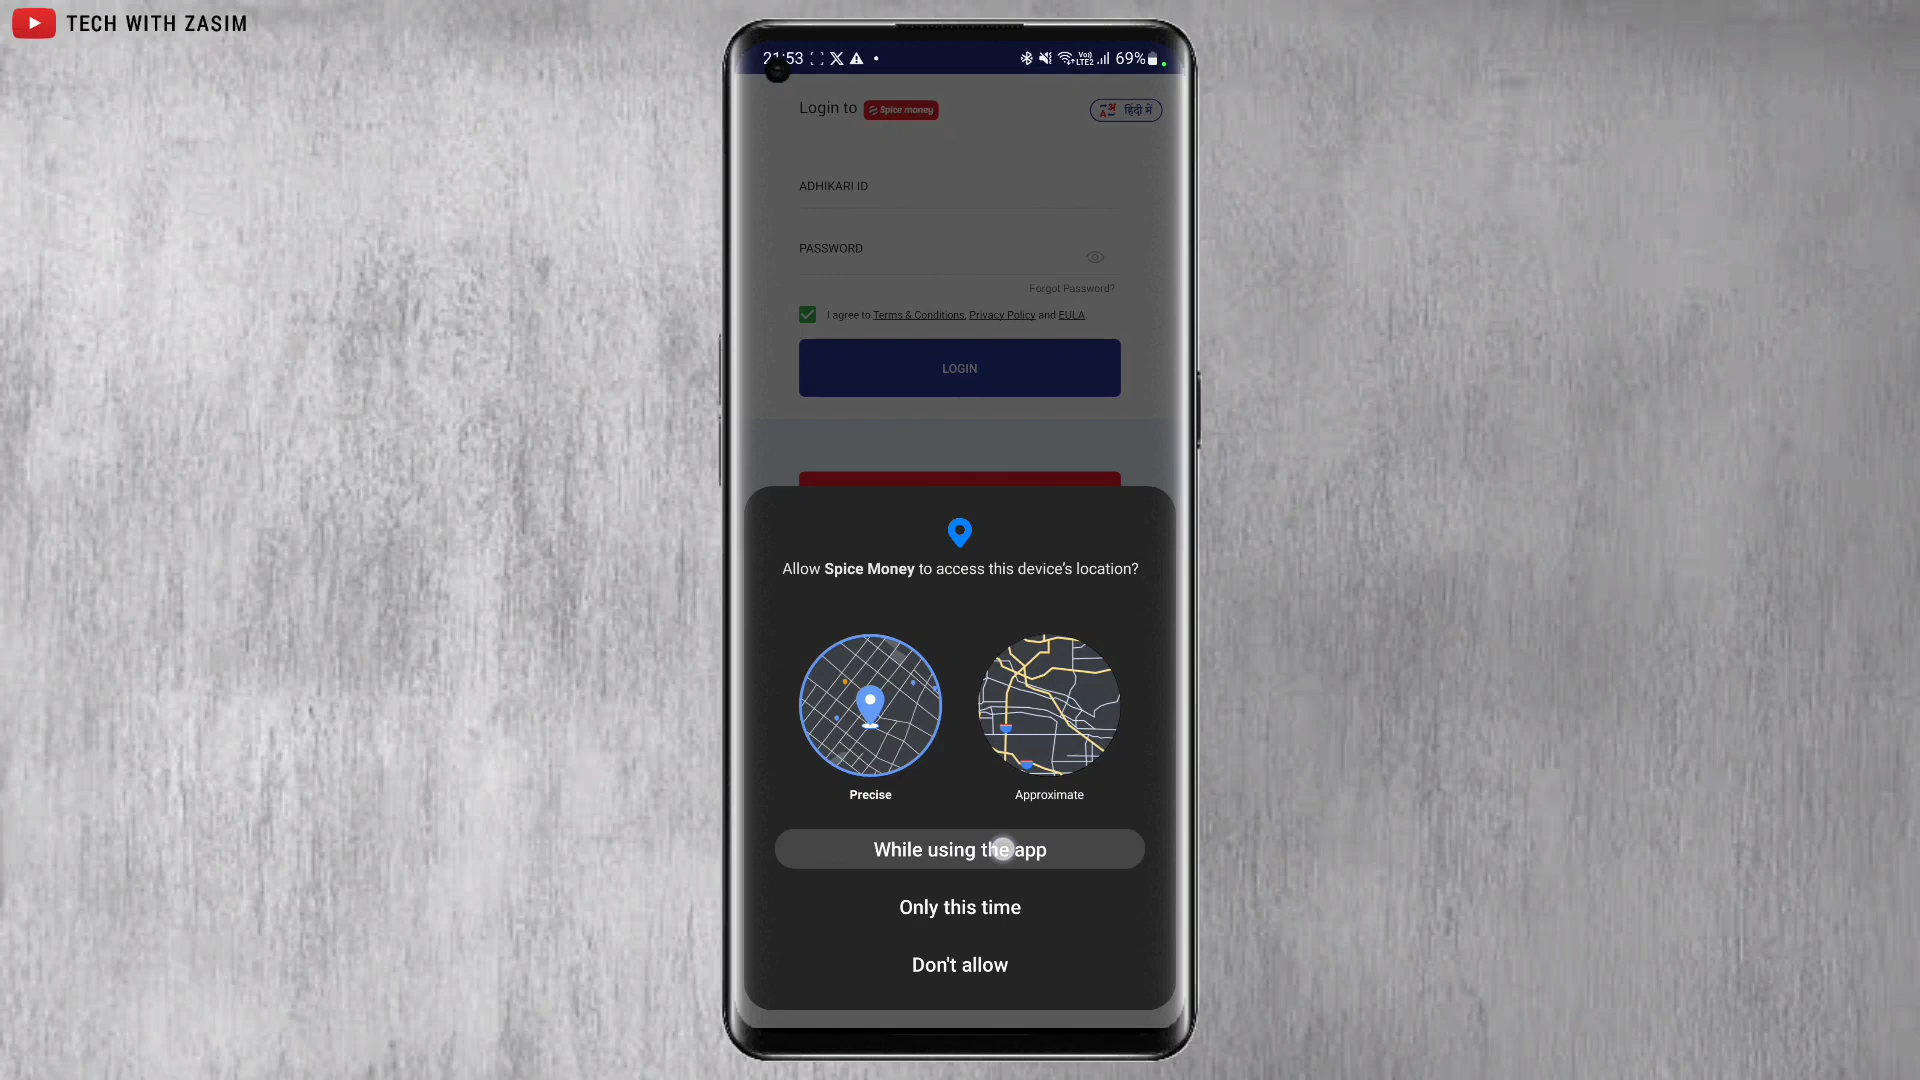 TECH WITH ZASIM
21:53
Vo))
LTE2
69%
Login to Spice money
हिंदी में
ADHIKARI ID
PASSWORD
Forgot Password?
I agree to Terms & Conditions, Privacy Policy and EULA.
LOGIN
Allow Spice Money to access this device's location?
Precise
Approximate
While using the app
Only this time
Don't allow